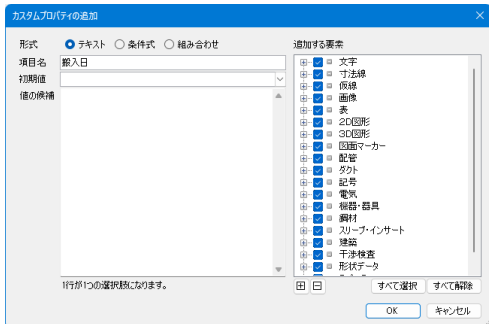 カスタムプロパティの追加
形式
テキスト
条件式
組み合わせ
項目名
搬入日
初期値
値の候補
1行が1つの選択肢になります。
追加する要素
文字
寸法線
仮線
画像
表
2D図形
3D図形
図面マーカー
配管
ダクト
記号
電気
機器・器具
鋼材
スリーブ・インサート
建築
干渉検査
形状データ
すべて選択
すべて解除
OK
キャンセル